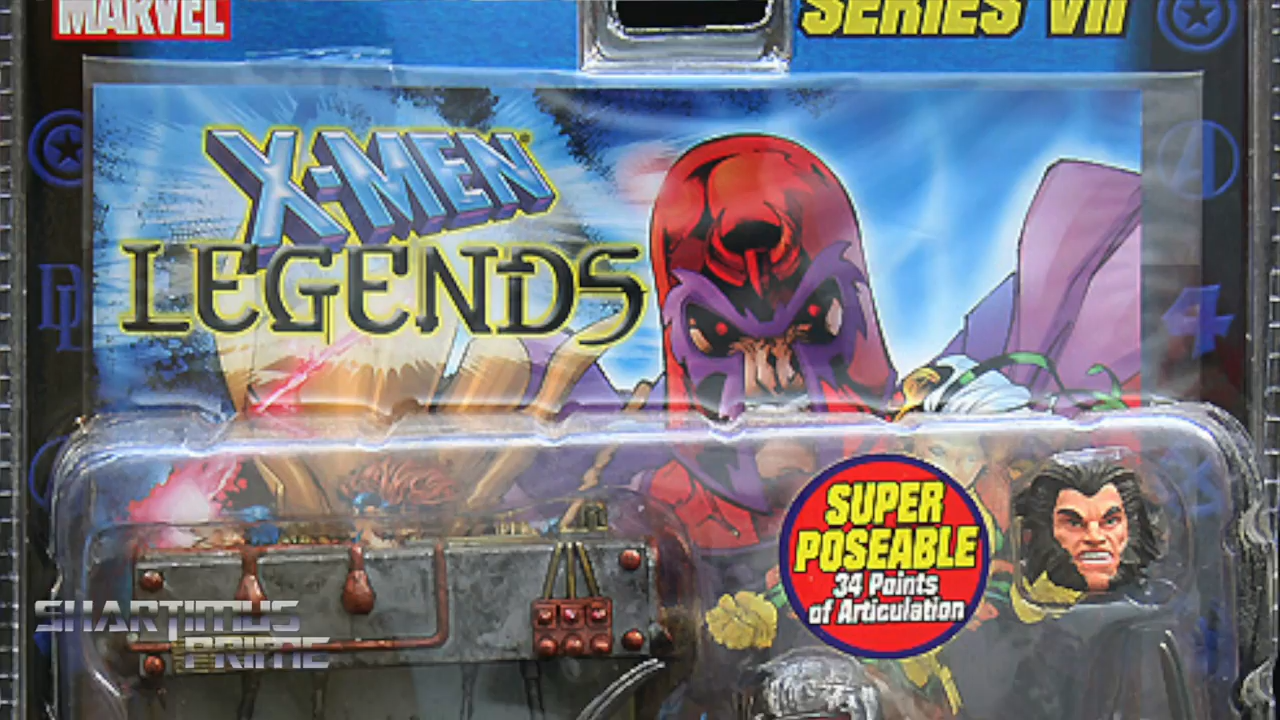 MARVEL
SERIES VII
X-MEN
LEGENDS
SUPER
POSEABLE
34 Points
of Articulation
SHARTIMUS
PRIME